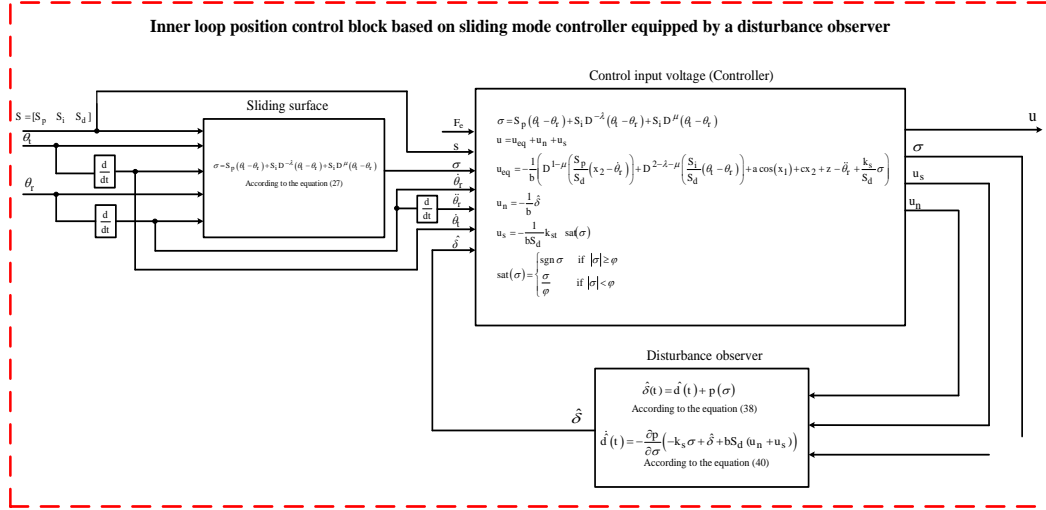 Inner loop position control block based on sliding mode controller equipped by a disturbance observer
Control input voltage (Controller)
Sliding surface
S = [S_p S_i S_d]
θ_t
d/dt
θ_r
d/dt
σ = S_p (θ_t − θ_r) + S_i D^{−λ} (θ_t − θ_r) + S_i D^μ (θ_t − θ_r)
According to the equation (27)
F_e
s
σ
θ̇_r
d/dt
θ̈_r
θ̇_t
δ̂
σ = S_p (θ_t − θ_r) + S_i D^{−λ} (θ_t − θ_r) + S_i D^μ (θ_t − θ_r)
u = u_eq + u_n + u_s
u_eq = −1/b ( D^{1−μ} ( S_p/S_d (x_2 − θ̇_r) ) + D^{2−λ−μ} ( S_i/S_d (θ_t − θ_r) ) + a cos(x_1) + cx_2 + z − θ̈_r + k_s/S_d σ )
u_n = −1/b δ̂
u_s = −1/(bS_d) k_st sat(σ)
sat(σ) = { sgn σ if |σ| ≥ φ
σ/φ if |σ| < φ
u
σ
u_s
u_n
Disturbance observer
δ̂(t) = d̂(t) + p(σ)
According to the equation (38)
d̂̇(t) = −∂p/∂σ (−k_s σ + δ̂ + bS_d (u_n + u_s))
According to the equation (40)
δ̂